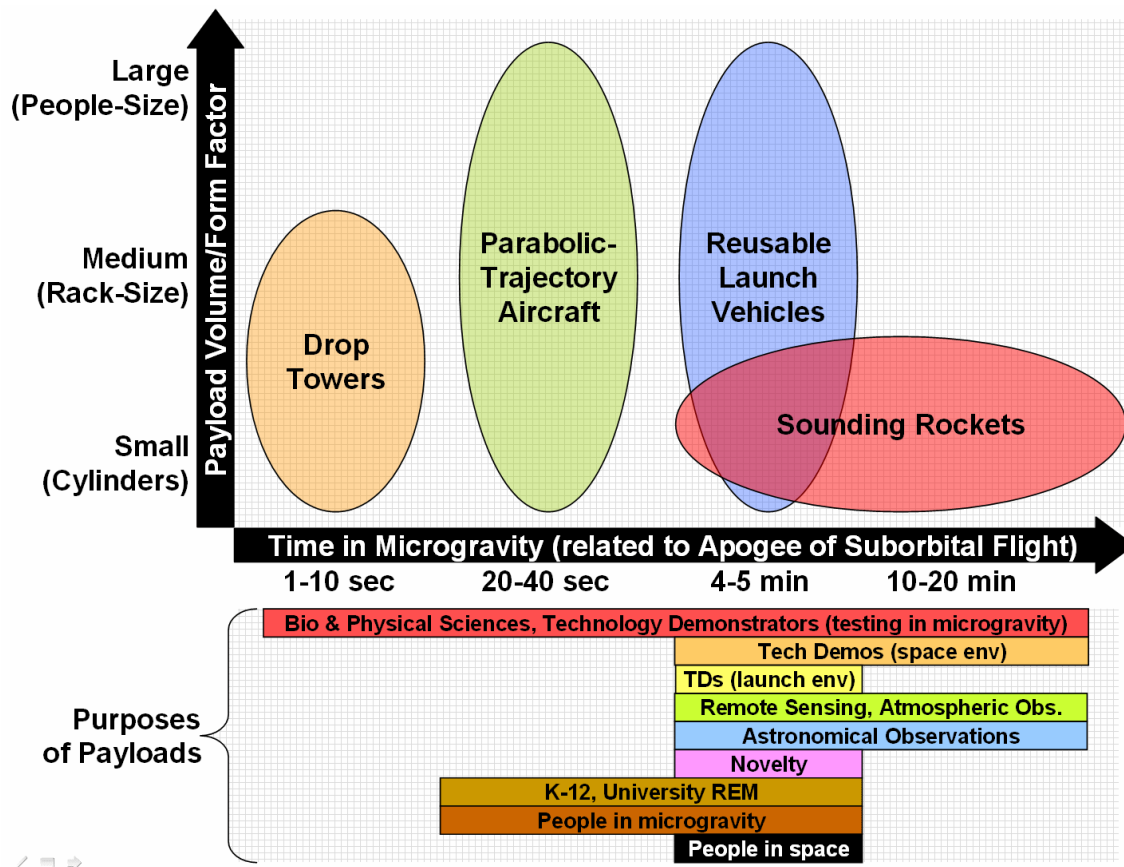 Large
(People-Size)
Medium
(Rack-Size)
Small
(Cylinders)
Payload Volume/Form Factor
Drop
Towers
Parabolic-
Trajectory
Aircraft
Reusable
Launch
Vehicles
Sounding Rockets
Time in Microgravity (related to Apogee of Suborbital Flight)
1-10 sec
20-40 sec
4-5 min
10-20 min
Purposes
of Payloads
Bio & Physical Sciences, Technology Demonstrators (testing in microgravity)
Tech Demos (space env)
TDs (launch env)
Remote Sensing, Atmospheric Obs.
Astronomical Observations
Novelty
K-12, University REM
People in microgravity
People in space